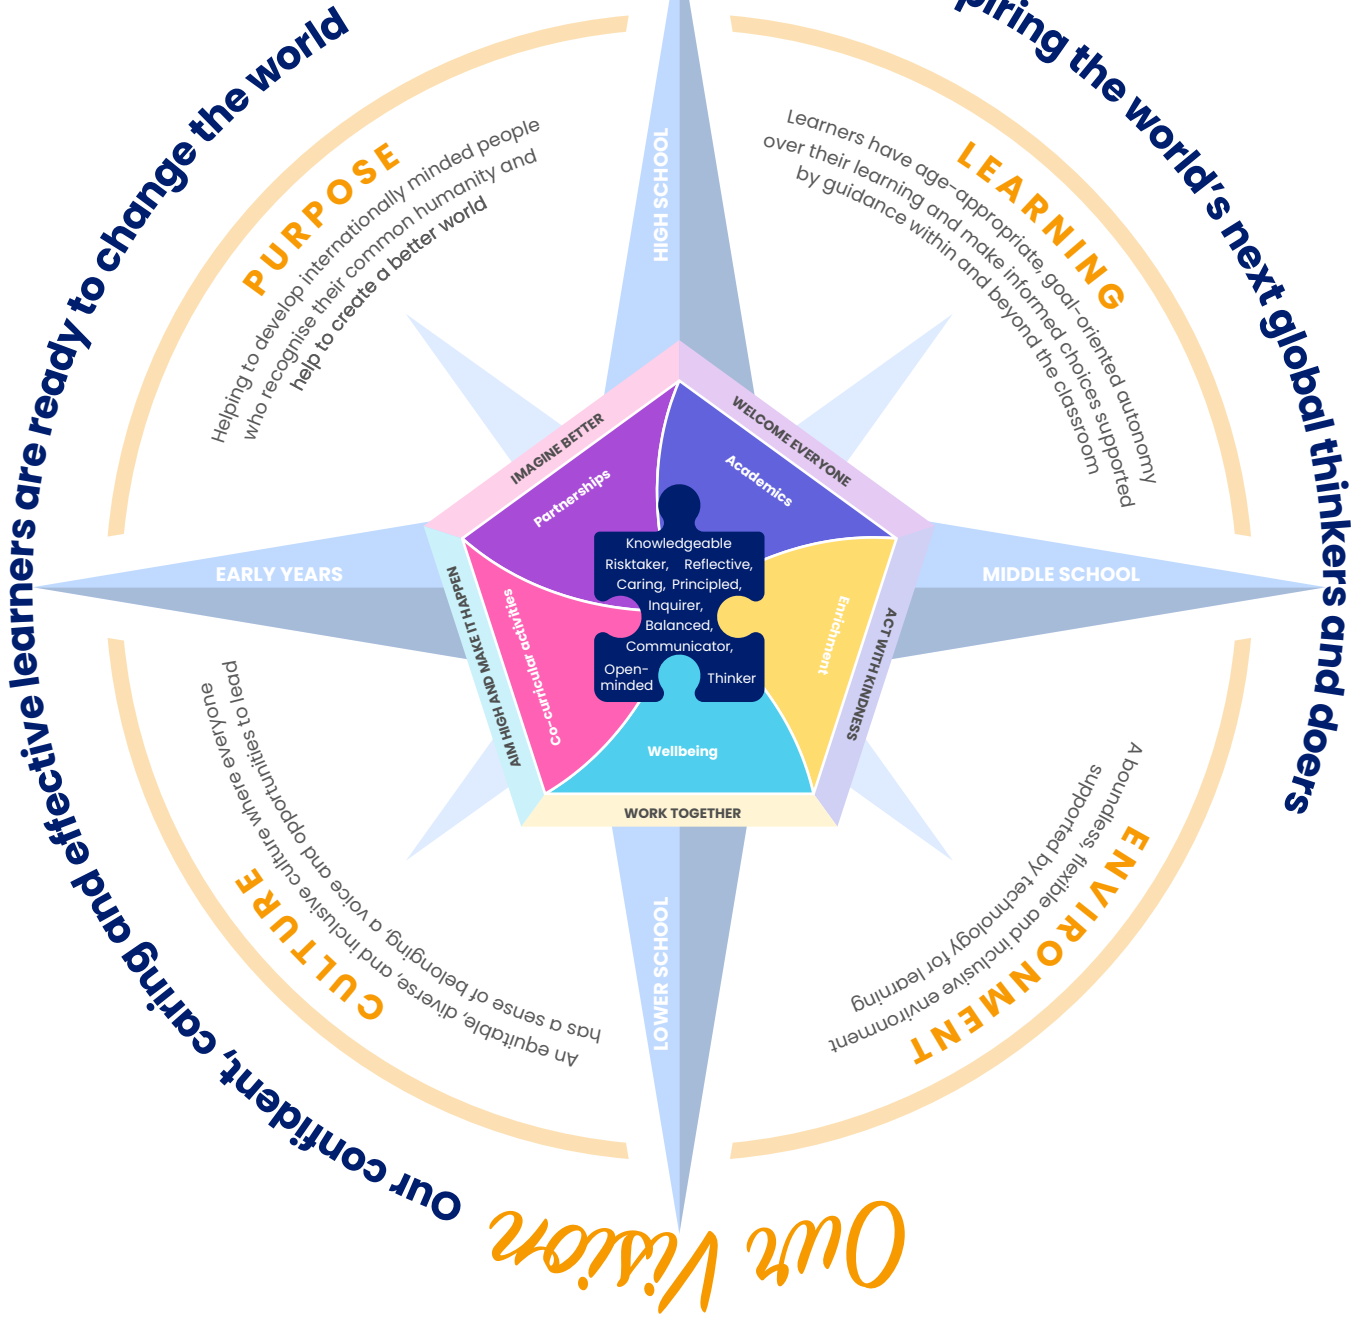 Our confident, caring and effective learners are ready to change the world
the world's next global thinkers and doers
PURPOSE
Helping to develop internationally minded people
who recognise their common humanity and
help to create a better world
LEARNING
Learners have age-appropriate, goal-oriented autonomy
over their learning and make informed choices supported
by guidance within and beyond the classroom
HIGH SCHOOL
EARLY YEARS
MIDDLE SCHOOL
LOWER SCHOOL
IMAGINE BETTER
WELCOME EVERYONE
AIM HIGH AND MAKE IT HAPPEN
ACT WITH KINDNESS
WORK TOGETHER
Partnerships
Academics
Co-curricular activities
Enrichment
Wellbeing
Knowledgeable
Risktaker, Reflective,
Caring, Principled,
Inquirer,
Balanced,
Communicator,
Open-
minded
Thinker
CULTURE
An equitable, diverse, and inclusive culture where everyone
has a sense of belonging, a voice and opportunities to lead
ENVIRONMENT
A boundless, flexible and inclusive environment
supported by technology for learning
Our Vision